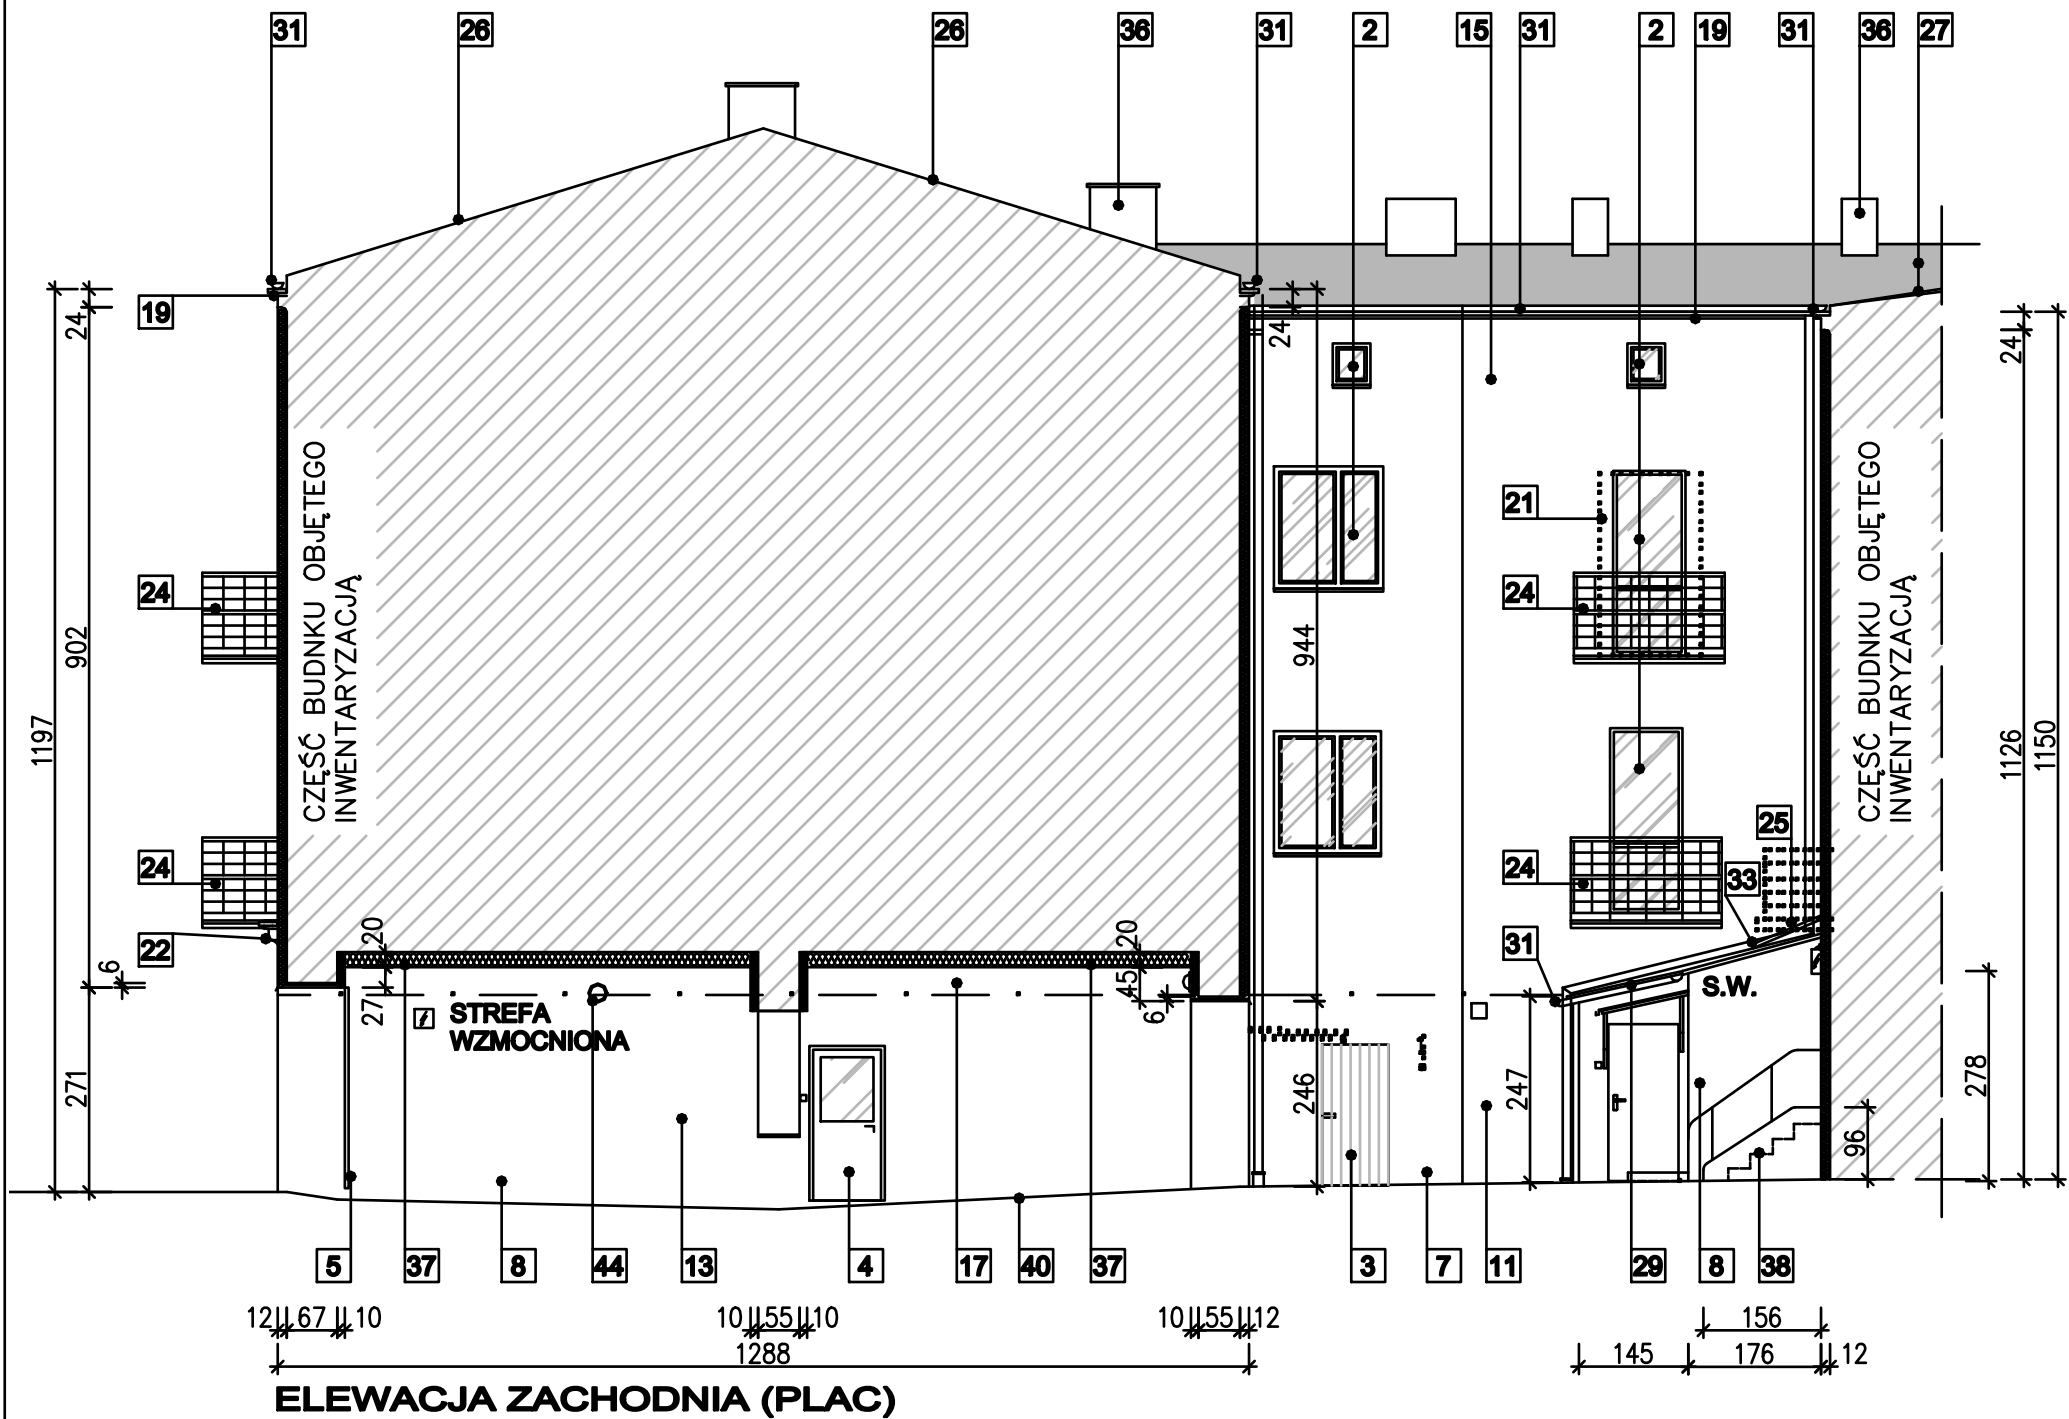 31 26 26 36 31 2 15 31 2 19 31 36 27
19
24
24
24
24
CZĘŚĆ BUDNKU OBJĘTEGO
INWENTARYZACJĄ
CZĘŚĆ BUDNKU OBJĘTEGO
INWENTARYZACJĄ
21
24
24
902
944
1197
1126
1150
24
24
25
33
31
22
6
20
27
20
45
6
S.W.
STREFA
WZMOCNIONA
271
246
247
96
278
5 37 8 44 13 4 17 40 37 3 7 11 29 8 38
12 67 10 10 55 10 10 55 12 156
1288 145 176 12
ELEWACJA ZACHODNIA (PLAC)